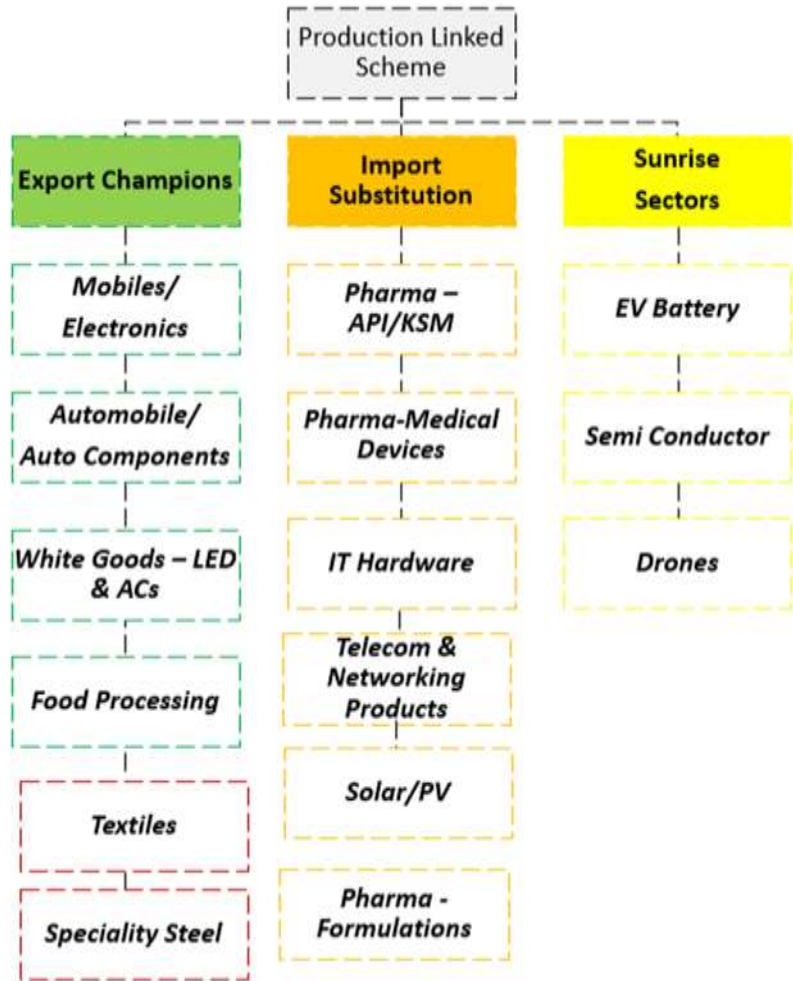 Production Linked
Scheme
Export Champions
Mobiles/
Electronics
Automobile/
Auto Components
White Goods – LED
& ACs
Food Processing
Textiles
Speciality Steel
Import
Substitution
Pharma –
API/KSM
Pharma-Medical
Devices
IT Hardware
Telecom &
Networking
Products
Solar/PV
Pharma -
Formulations
Sunrise
Sectors
EV Battery
Semi Conductor
Drones